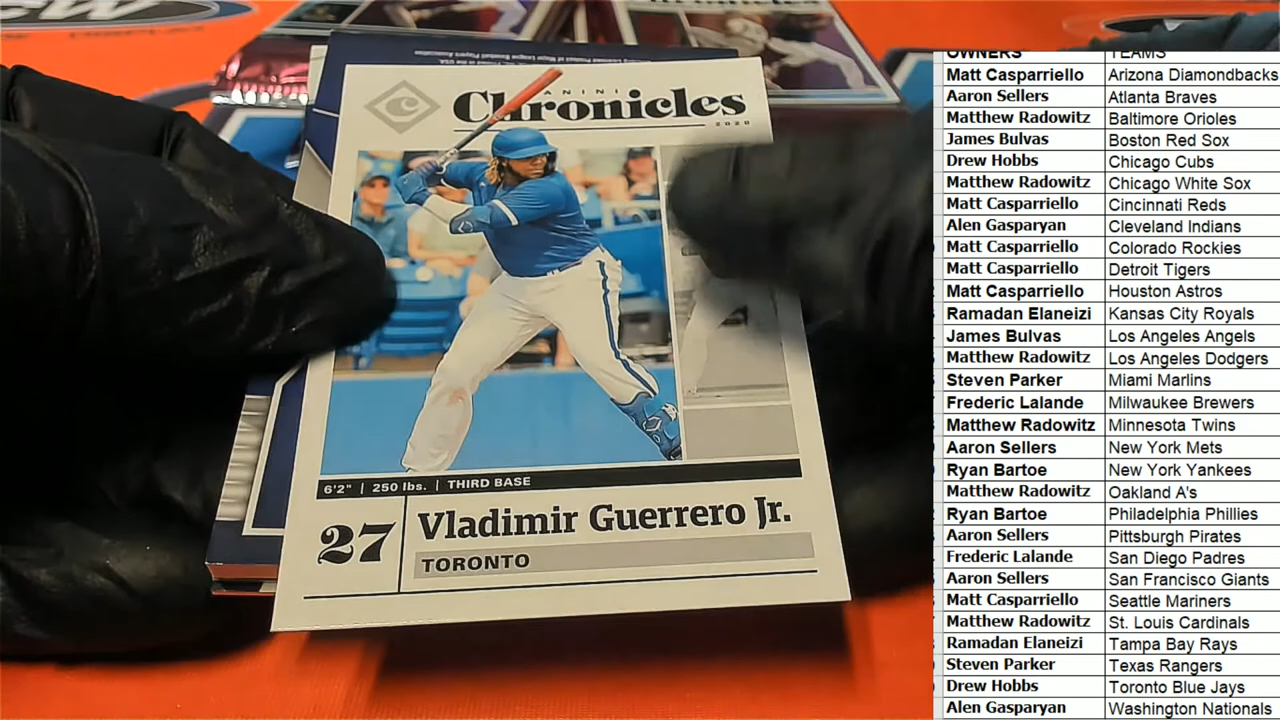 PANINI
Chronicles
2020
6'2" | 250 lbs. | THIRD BASE
27
Vladimir Guerrero Jr.
TORONTO
OWNERS TEAMS
Matt Casparriello Arizona Diamondbacks
Aaron Sellers Atlanta Braves
Matthew Radowitz Baltimore Orioles
James Bulvas Boston Red Sox
Drew Hobbs Chicago Cubs
Matthew Radowitz Chicago White Sox
Matt Casparriello Cincinnati Reds
Alen Gasparyan Cleveland Indians
Matt Casparriello Colorado Rockies
Matt Casparriello Detroit Tigers
Matt Casparriello Houston Astros
Ramadan Elaneizi Kansas City Royals
James Bulvas Los Angeles Angels
Matthew Radowitz Los Angeles Dodgers
Steven Parker Miami Marlins
Frederic Lalande Milwaukee Brewers
Matthew Radowitz Minnesota Twins
Aaron Sellers New York Mets
Ryan Bartoe New York Yankees
Matthew Radowitz Oakland A's
Ryan Bartoe Philadelphia Phillies
Aaron Sellers Pittsburgh Pirates
Frederic Lalande San Diego Padres
Aaron Sellers San Francisco Giants
Matt Casparriello Seattle Mariners
Matthew Radowitz St. Louis Cardinals
Ramadan Elaneizi Tampa Bay Rays
Steven Parker Texas Rangers
Drew Hobbs Toronto Blue Jays
Alen Gasparyan Washington Nationals